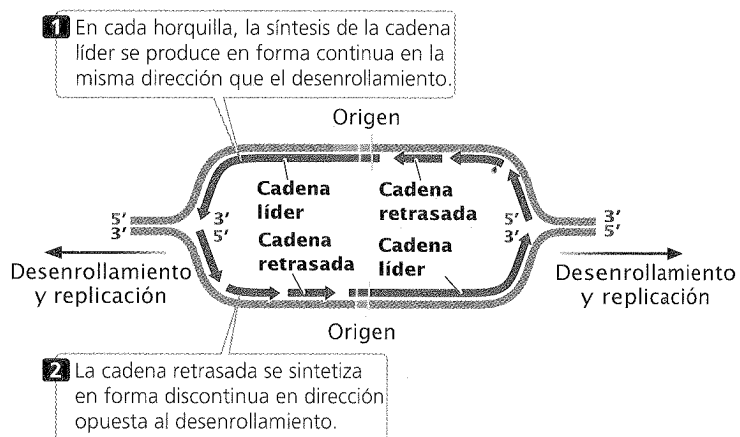 1 En cada horquilla, la síntesis de la cadena
líder se produce en forma continua en la
misma dirección que el desenrollamiento.
Origen
Cadena
líder
Cadena
retrasada
5' 3' 5' 3'
3' 5' 3' 5'
Cadena
retrasada
Cadena
líder
Desenrollamiento
y replicación
Desenrollamiento
y replicación
Origen
2 La cadena retrasada se sintetiza
en forma discontinua en dirección
opuesta al desenrollamiento.